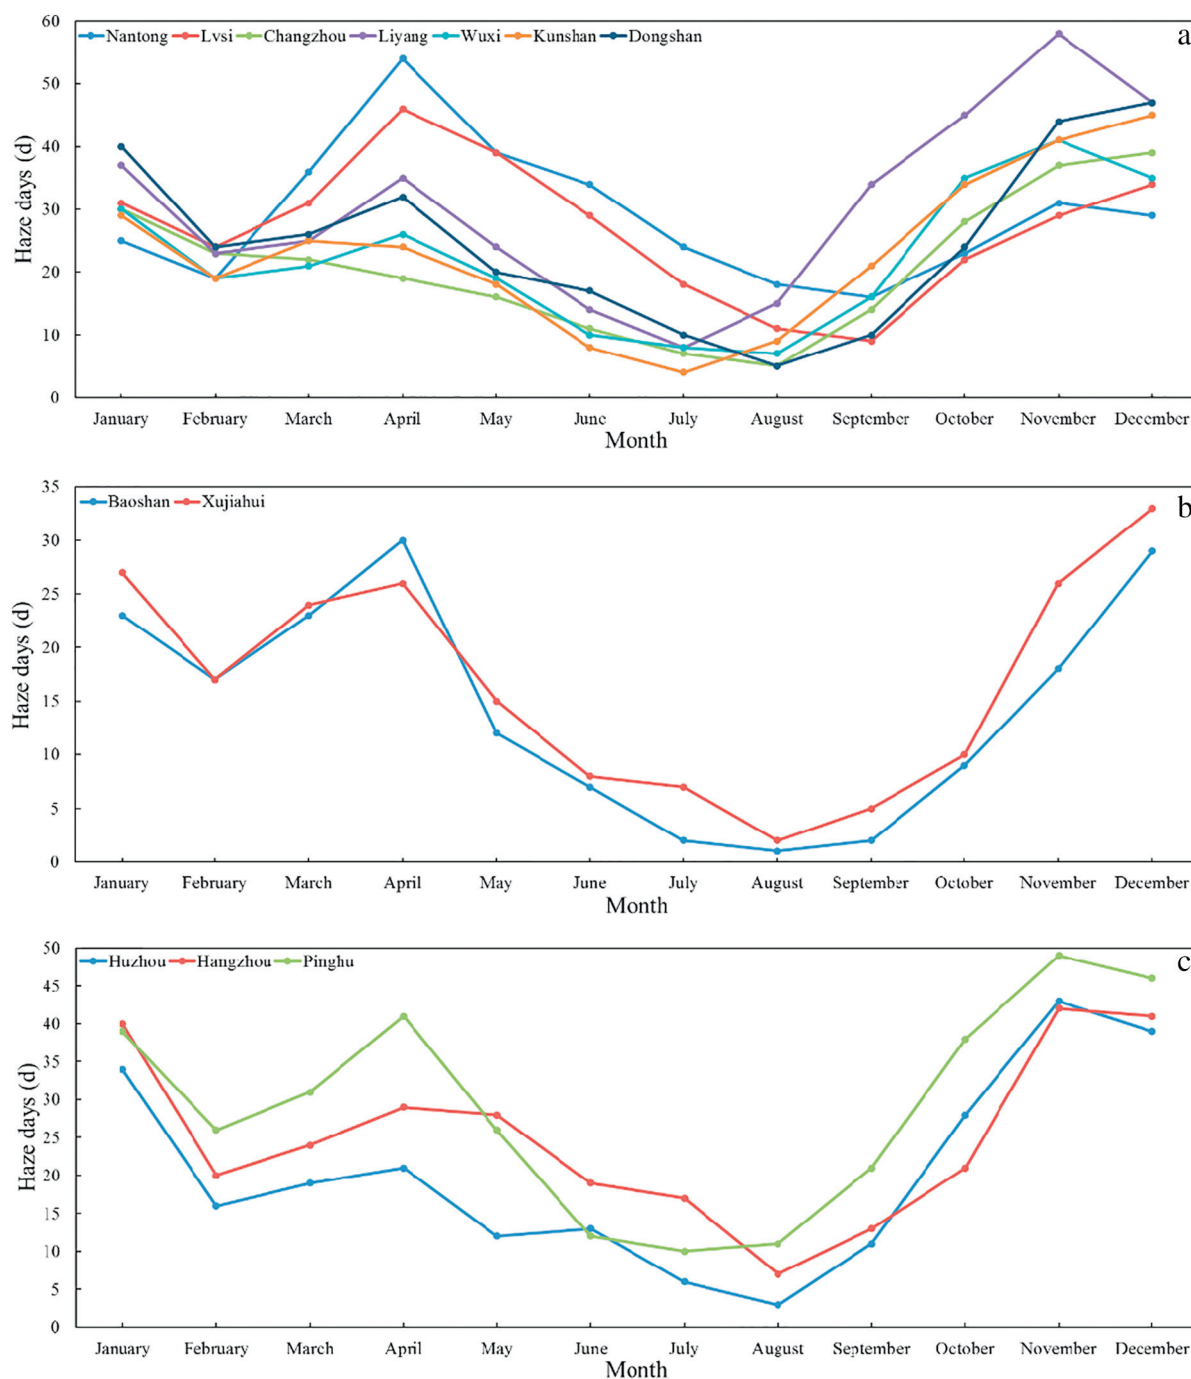 60
Nantong Lvsi Changzhou Liyang Wuxi Kunshan Dongshan
a
50
40
30
20
10
0
Haze days (d)
January February March April May June July August September October November December
Month
35
Baoshan Xujiahui
b
30
25
20
15
10
5
0
Haze days (d)
January February March April May June July August September October November December
Month
50
Huzhou Hangzhou Pinghu
c
45
40
35
30
25
20
15
10
5
0
Haze days (d)
January February March April May June July August September October November December
Month